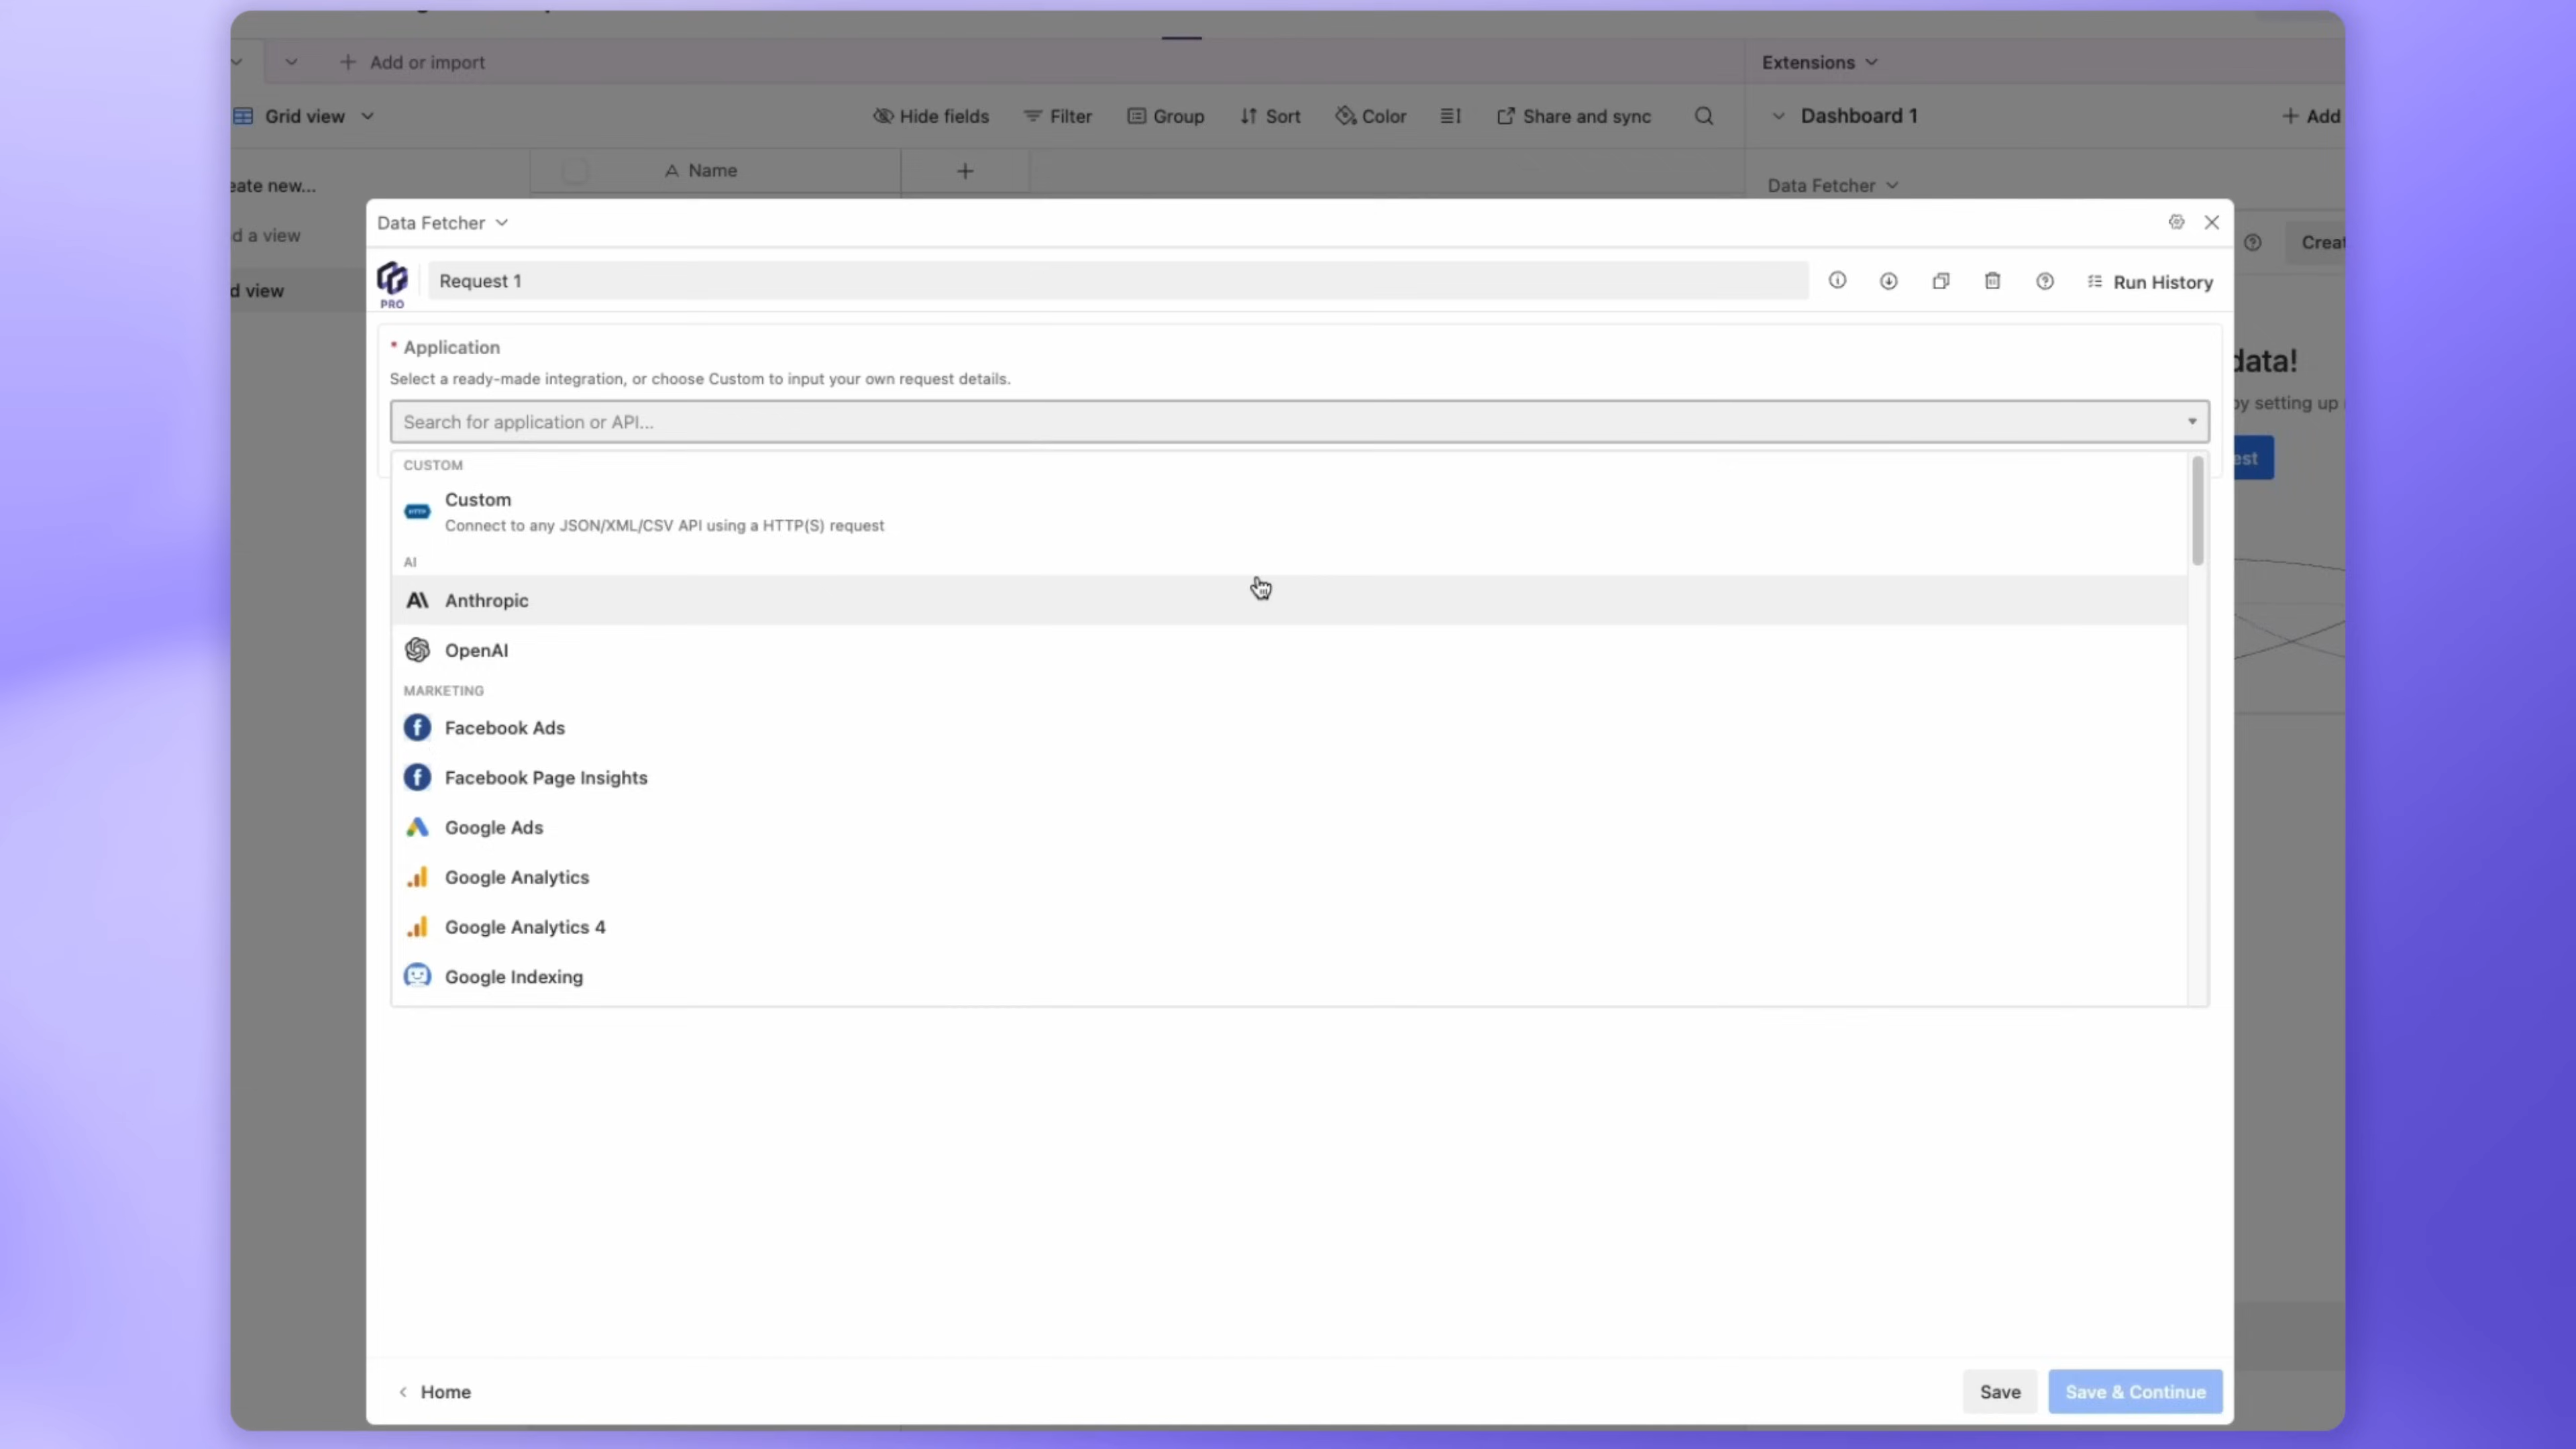 Add or import
Extensions
Grid view
Hide fields
Filter
Group
Sort
Color
Share and sync
Dashboard 1
Add
eate new...
Name
Data Fetcher
d a view
Data Fetcher
Creat
d view
PRO
Request 1
Run History
* Application
Select a ready-made integration, or choose Custom to input your own request details.
data!
by setting up
Search for application or API...
est
CUSTOM
HTTP
Custom
Connect to any JSON/XML/CSV API using a HTTP(S) request
AI
Anthropic
OpenAI
MARKETING
Facebook Ads
Facebook Page Insights
Google Ads
Google Analytics
Google Analytics 4
Google Indexing
Home
Save
Save & Continue